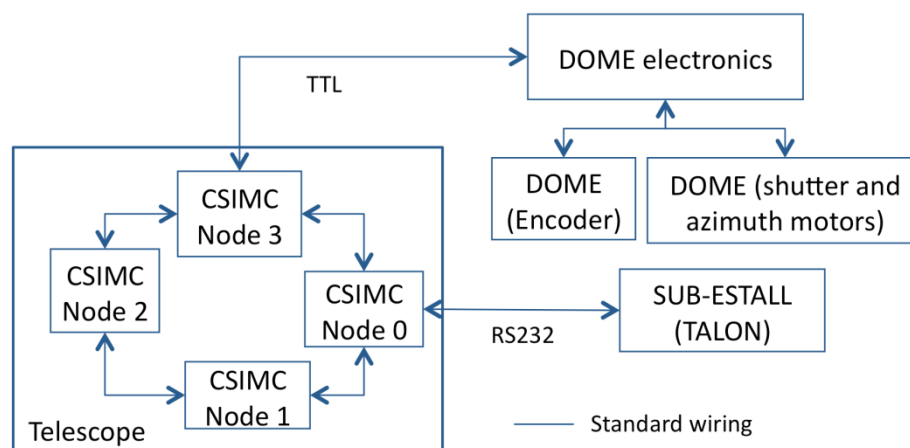 DOME electronics
TTL
DOME
(Encoder)
DOME (shutter and
azimuth motors)
CSIMC
Node 3
CSIMC
Node 2
CSIMC
Node 0
CSIMC
Node 1
RS232
SUB-ESTALL
(TALON)
Telescope
Standard wiring